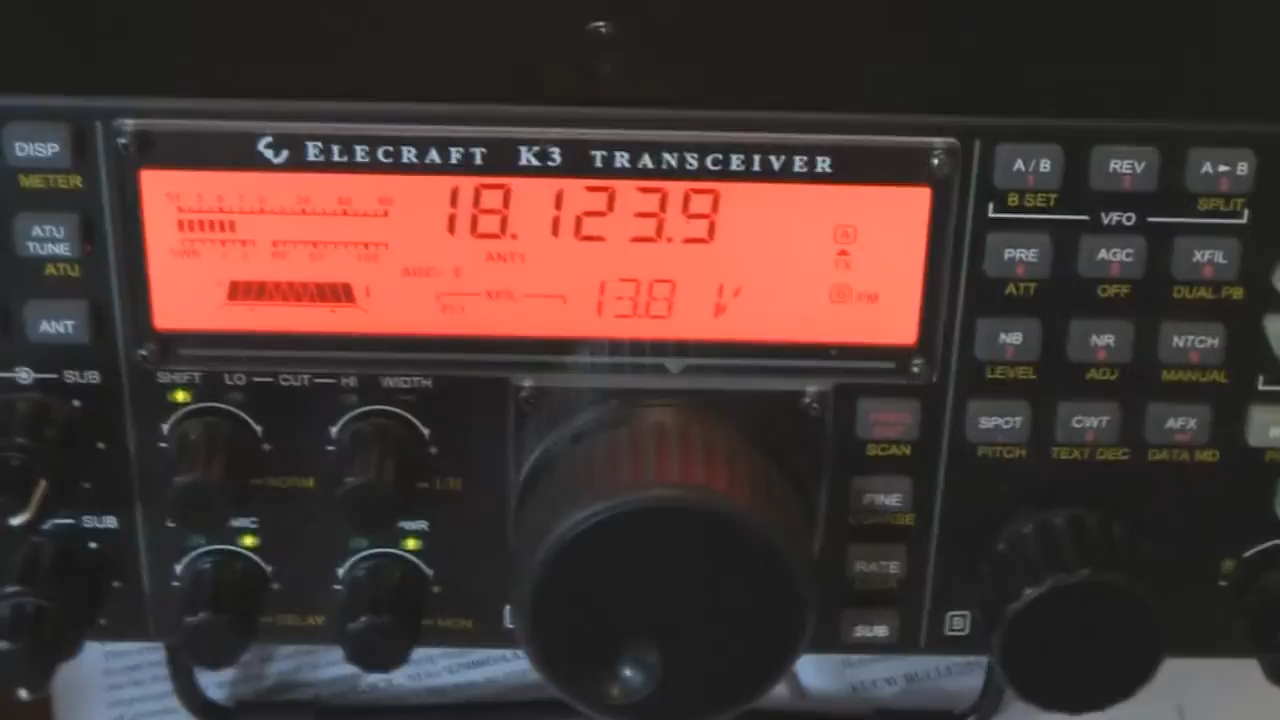 ELECRAFT K3 TRANSCEIVER
DISP
METER
ATU TUNE
ATU
ANT
SUB
SUB
18.123.9
ANT1
AGC-
XFIL
13.8 V
A
TX
B
SHIFT LO CUT HI WIDTH
NORM
MIC
PWR
DELAY
MON
A / B REV A►B
B SET SPLIT
VFO
PRE AGC XFIL
ATT OFF DUAL PB
NB NR NTCH
LEVEL ADJ MANUAL
SPOT CWT AFX
PITCH TEXT DEC DATA MD
SCAN
FINE
COARSE
RATE
SUB
B